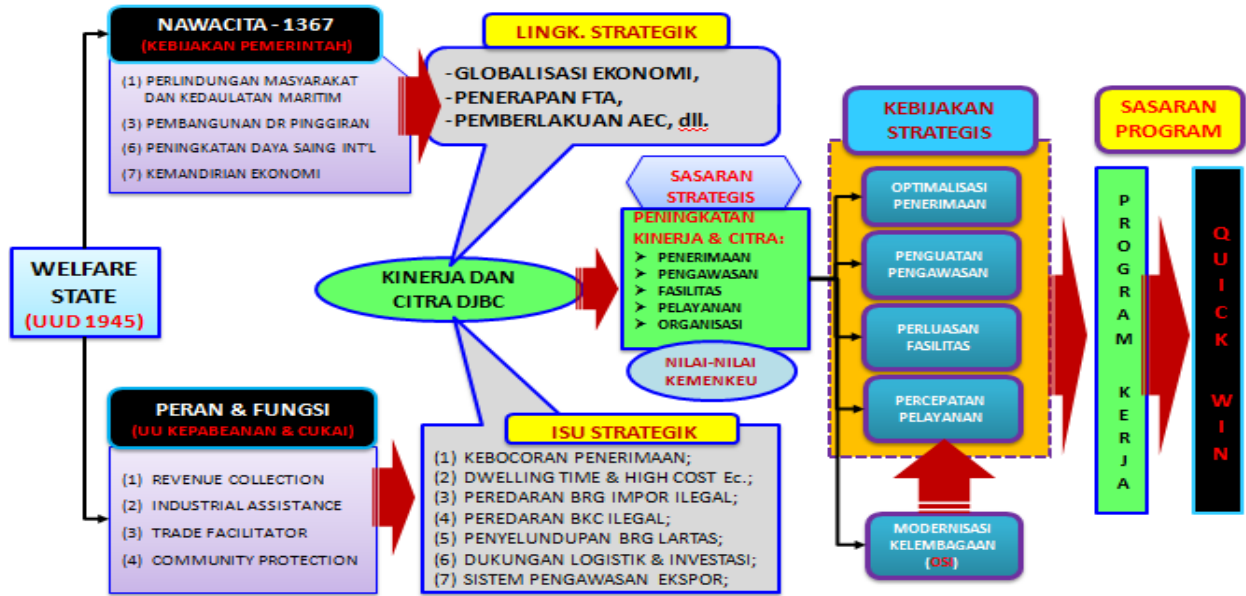 WELFARE
STATE
(UUD 1945)
NAWACITA - 1367
(KEBIJAKAN PEMERINTAH)
(1) PERLINDUNGAN MASYARAKAT
DAN KEDAULATAN MARITIM
(3) PEMBANGUNAN DR PINGGIRAN
(6) PENINGKATAN DAYA SAING INT'L
(7) KEMANDIRIAN EKONOMI
PERAN & FUNGSI
(UU KEPABEANAN & CUKAI)
(1) REVENUE COLLECTION
(2) INDUSTRIAL ASSISTANCE
(3) TRADE FACILITATOR
(4) COMMUNITY PROTECTION
LINGK. STRATEGIK
-GLOBALISASI EKONOMI,
-PENERAPAN FTA,
-PEMBERLAKUAN AEC, dll.
KINERJA DAN
CITRA DJBC
ISU STRATEGIK
(1) KEBOCORAN PENERIMAAN;
(2) DWELLING TIME & HIGH COST Ec.;
(3) PEREDARAN BRG IMPOR ILEGAL;
(4) PEREDARAN BKC ILEGAL;
(5) PENYELUNDUPAN BRG LARTAS;
(6) DUKUNGAN LOGISTIK & INVESTASI;
(7) SISTEM PENGAWASAN EKSPOR;
SASARAN
STRATEGIS
PENINGKATAN
KINERJA & CITRA:
➢ PENERIMAAN
➢ PENGAWASAN
➢ FASILITAS
➢ PELAYANAN
➢ ORGANISASI
NILAI-NILAI
KEMENKEU
KEBIJAKAN
STRATEGIS
OPTIMALISASI
PENERIMAAN
PENGUATAN
PENGAWASAN
PERLUASAN
FASILITAS
PERCEPATAN
PELAYANAN
MODERNISASI
KELEMBAGAAN
(OSI)
SASARAN
PROGRAM
PROGRAM KERJA
QUICK WIN